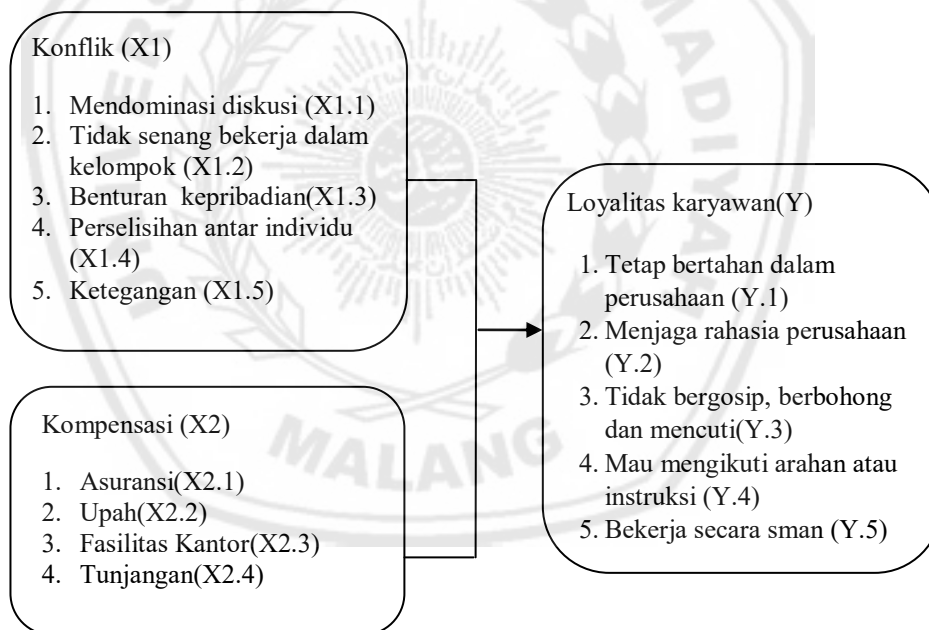 Konflik (X1)
1. Mendominasi diskusi (X1.1)
2. Tidak senang bekerja dalam
kelompok (X1.2)
3. Benturan kepribadian(X1.3)
4. Perselisihan antar individu
(X1.4)
5. Ketegangan (X1.5)
Kompensasi (X2)
1. Asuransi(X2.1)
2. Upah(X2.2)
3. Fasilitas Kantor(X2.3)
4. Tunjangan(X2.4)
Loyalitas karyawan(Y)
1. Tetap bertahan dalam
perusahaan (Y.1)
2. Menjaga rahasia perusahaan
(Y.2)
3. Tidak bergosip, berbohong
dan mencuti(Y.3)
4. Mau mengikuti arahan atau
instruksi (Y.4)
5. Bekerja secara sman (Y.5)
MALANG